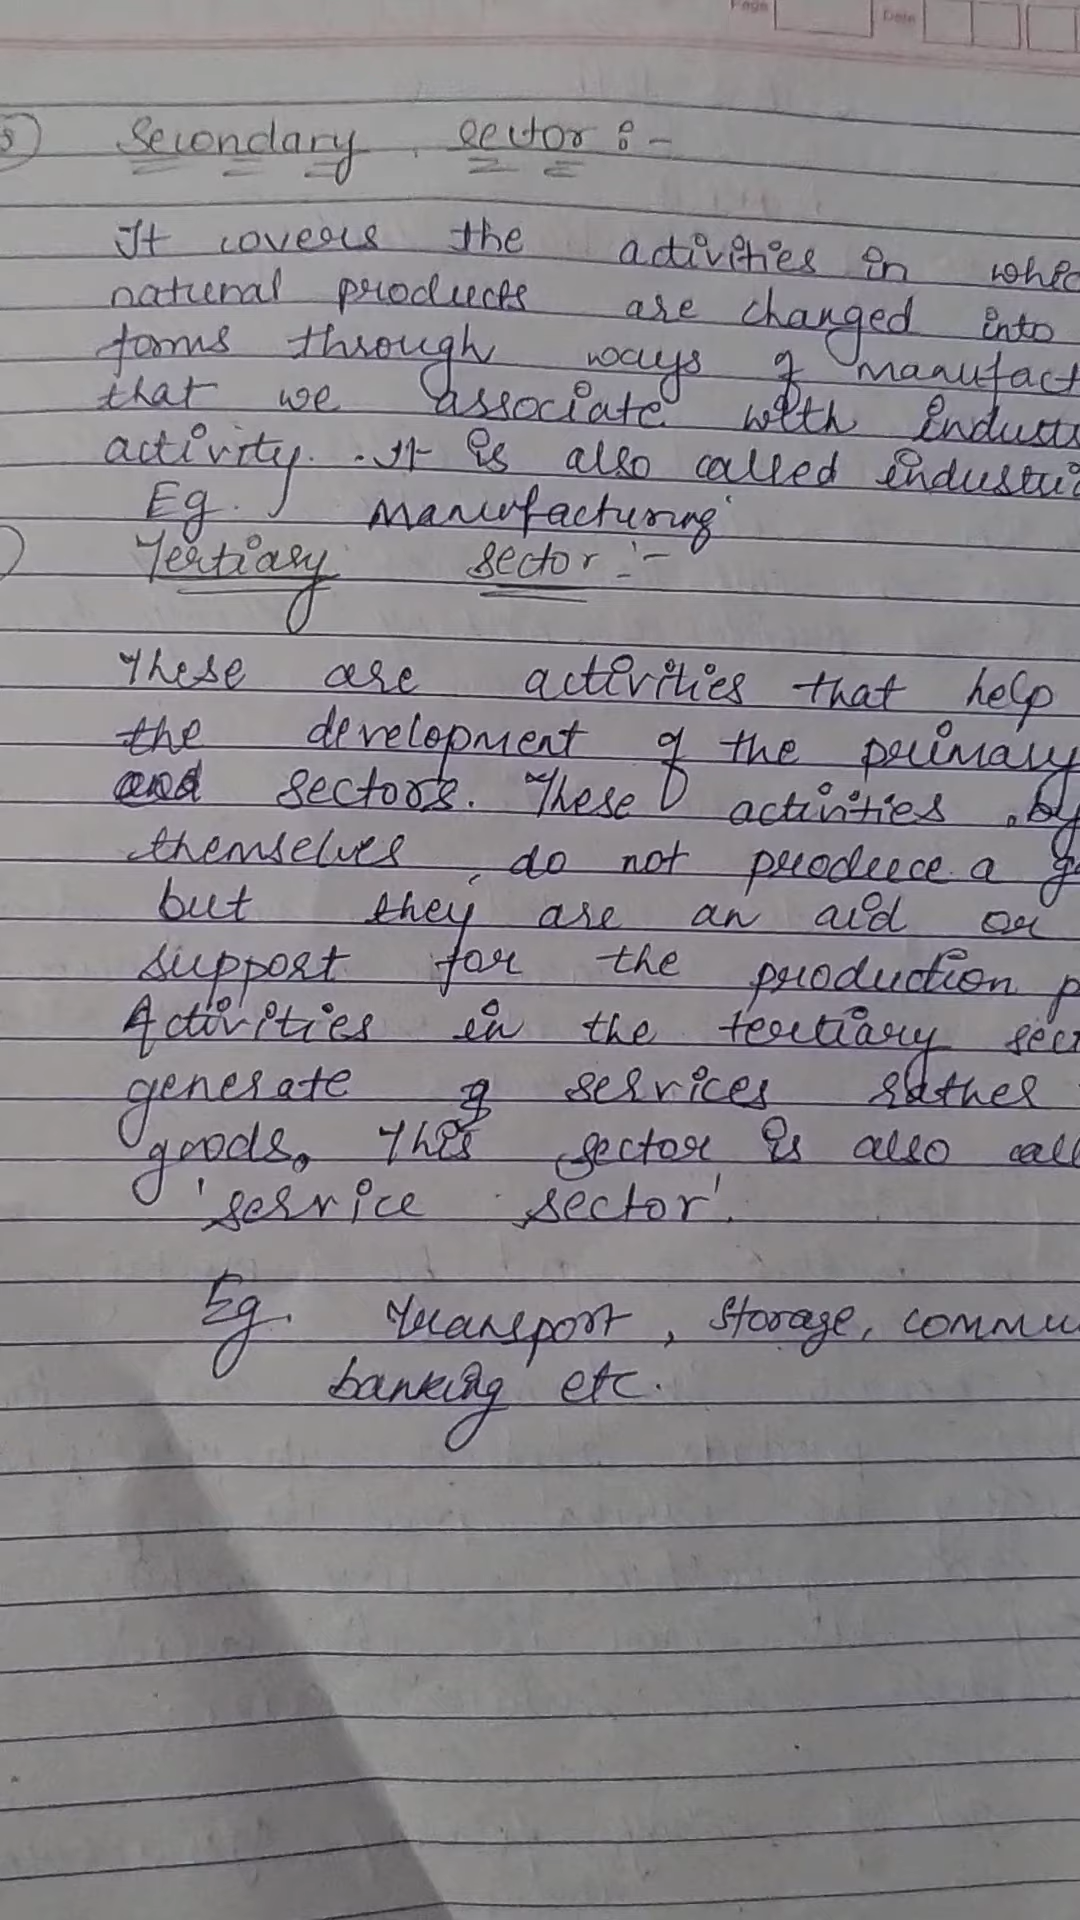 Page Date
Secondary sector :-
It covers the activities in whic
natural products are changed into
forms through ways of manufact
that we associate with industr
activity. It is also called industri
Eg. Manufacturing
Tertiary sector :-
These are activities that help
the development of the primary
and sectors. These activities, by
themselves, do not produce a g
but they are an aid or
support for the production p
Activities in the tertiary sect
generate services rather
goods. This sector is also call
'service sector'.
Eg. Transport, Storage, commu
banking etc.